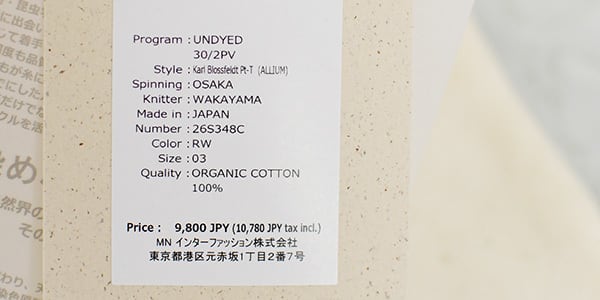 Program : UNDYED
30/2PV
Style : Karl Blossfeldt Pt-T (ALLIUM)
Spinning : OSAKA
Knitter : WAKAYAMA
Made in : JAPAN
Number : 26S348C
Color : RW
Size : 03
Quality : ORGANIC COTTON
100%
Price : 9,800 JPY (10,780 JPY tax incl.)
MN インターファッション株式会社
東京都港区元赤坂1丁目2番7号